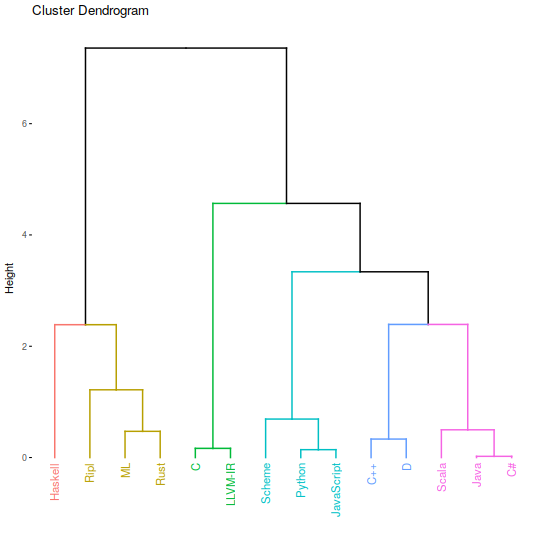 Cluster Dendrogram
Height
6
4
2
0
Haskell
Ripl
ML
Rust
C
LLVM-IR
Scheme
Python
JavaScript
C++
D
Scala
Java
C#